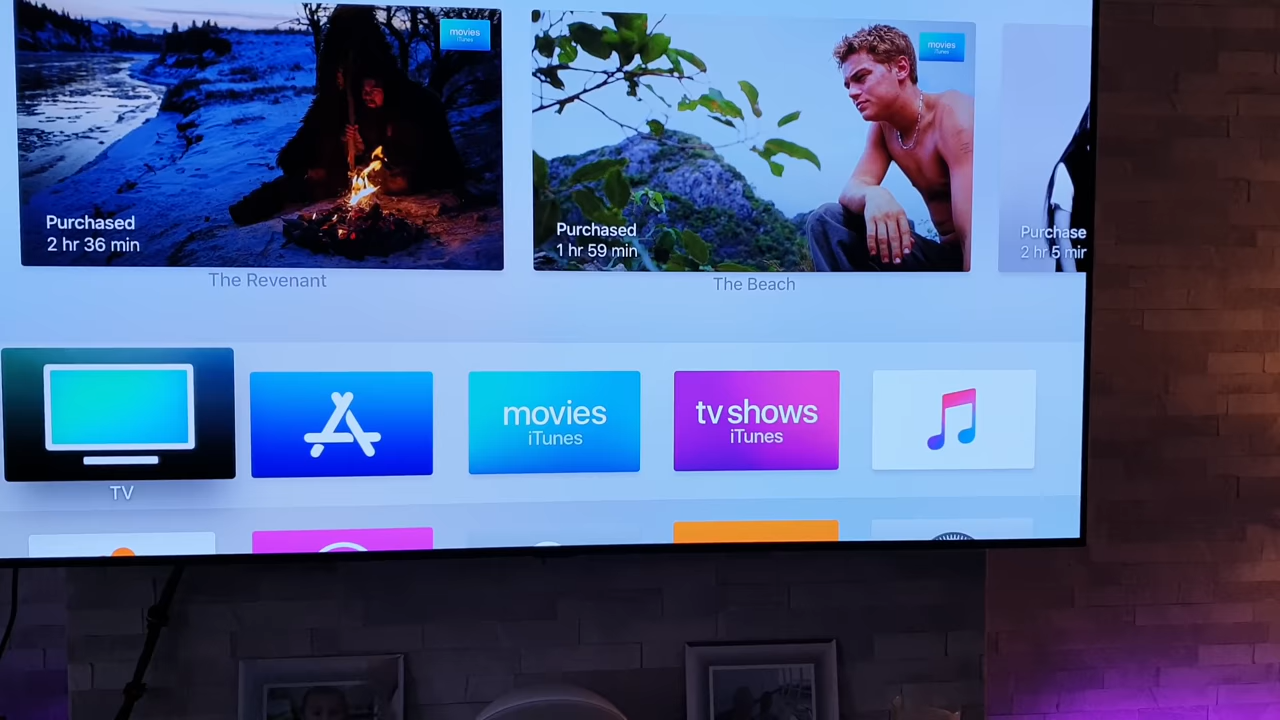 movies
iTunes
movies
iTunes
Purchased
2 hr 36 min
Purchased
1 hr 59 min
Purchase
2 hr 5 mir
The Revenant
The Beach
movies
iTunes
tv shows
iTunes
TV